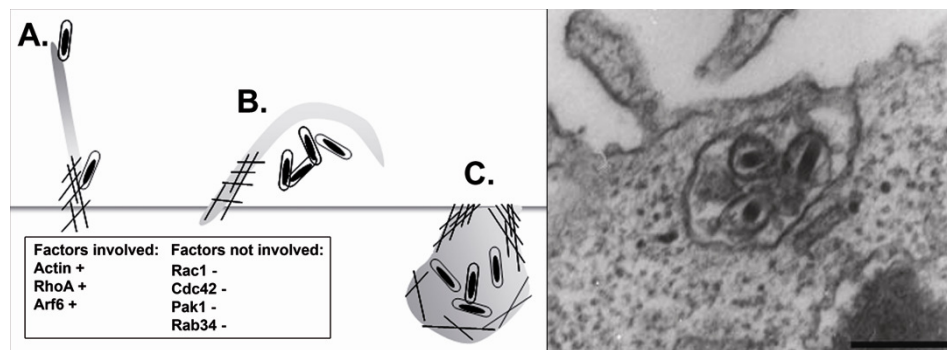 A.
B.
C.
Factors involved:
Actin +
RhoA +
Arf6 +
Factors not involved:
Rac1 -
Cdc42 -
Pak1 -
Rab34 -